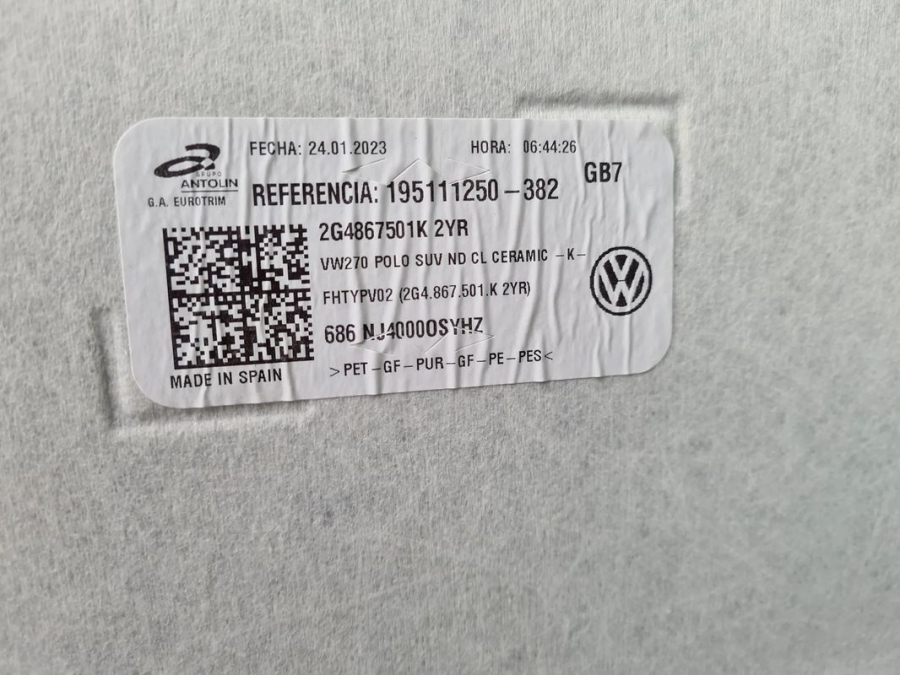 FECHA: 24.01.2023 HORA: 06:44:26
GRUPO
ANTOLIN
G.A. EUROTRIM
REFERENCIA: 195111250-382 GB7
2G4867501K 2YR
VW270 POLO SUV ND CL CERAMIC -K-
FHTYPV02 (2G4.867.501.K 2YR)
686 NJ40000SYHZ
>PET-GF-PUR-GF-PE-PES<
MADE IN SPAIN